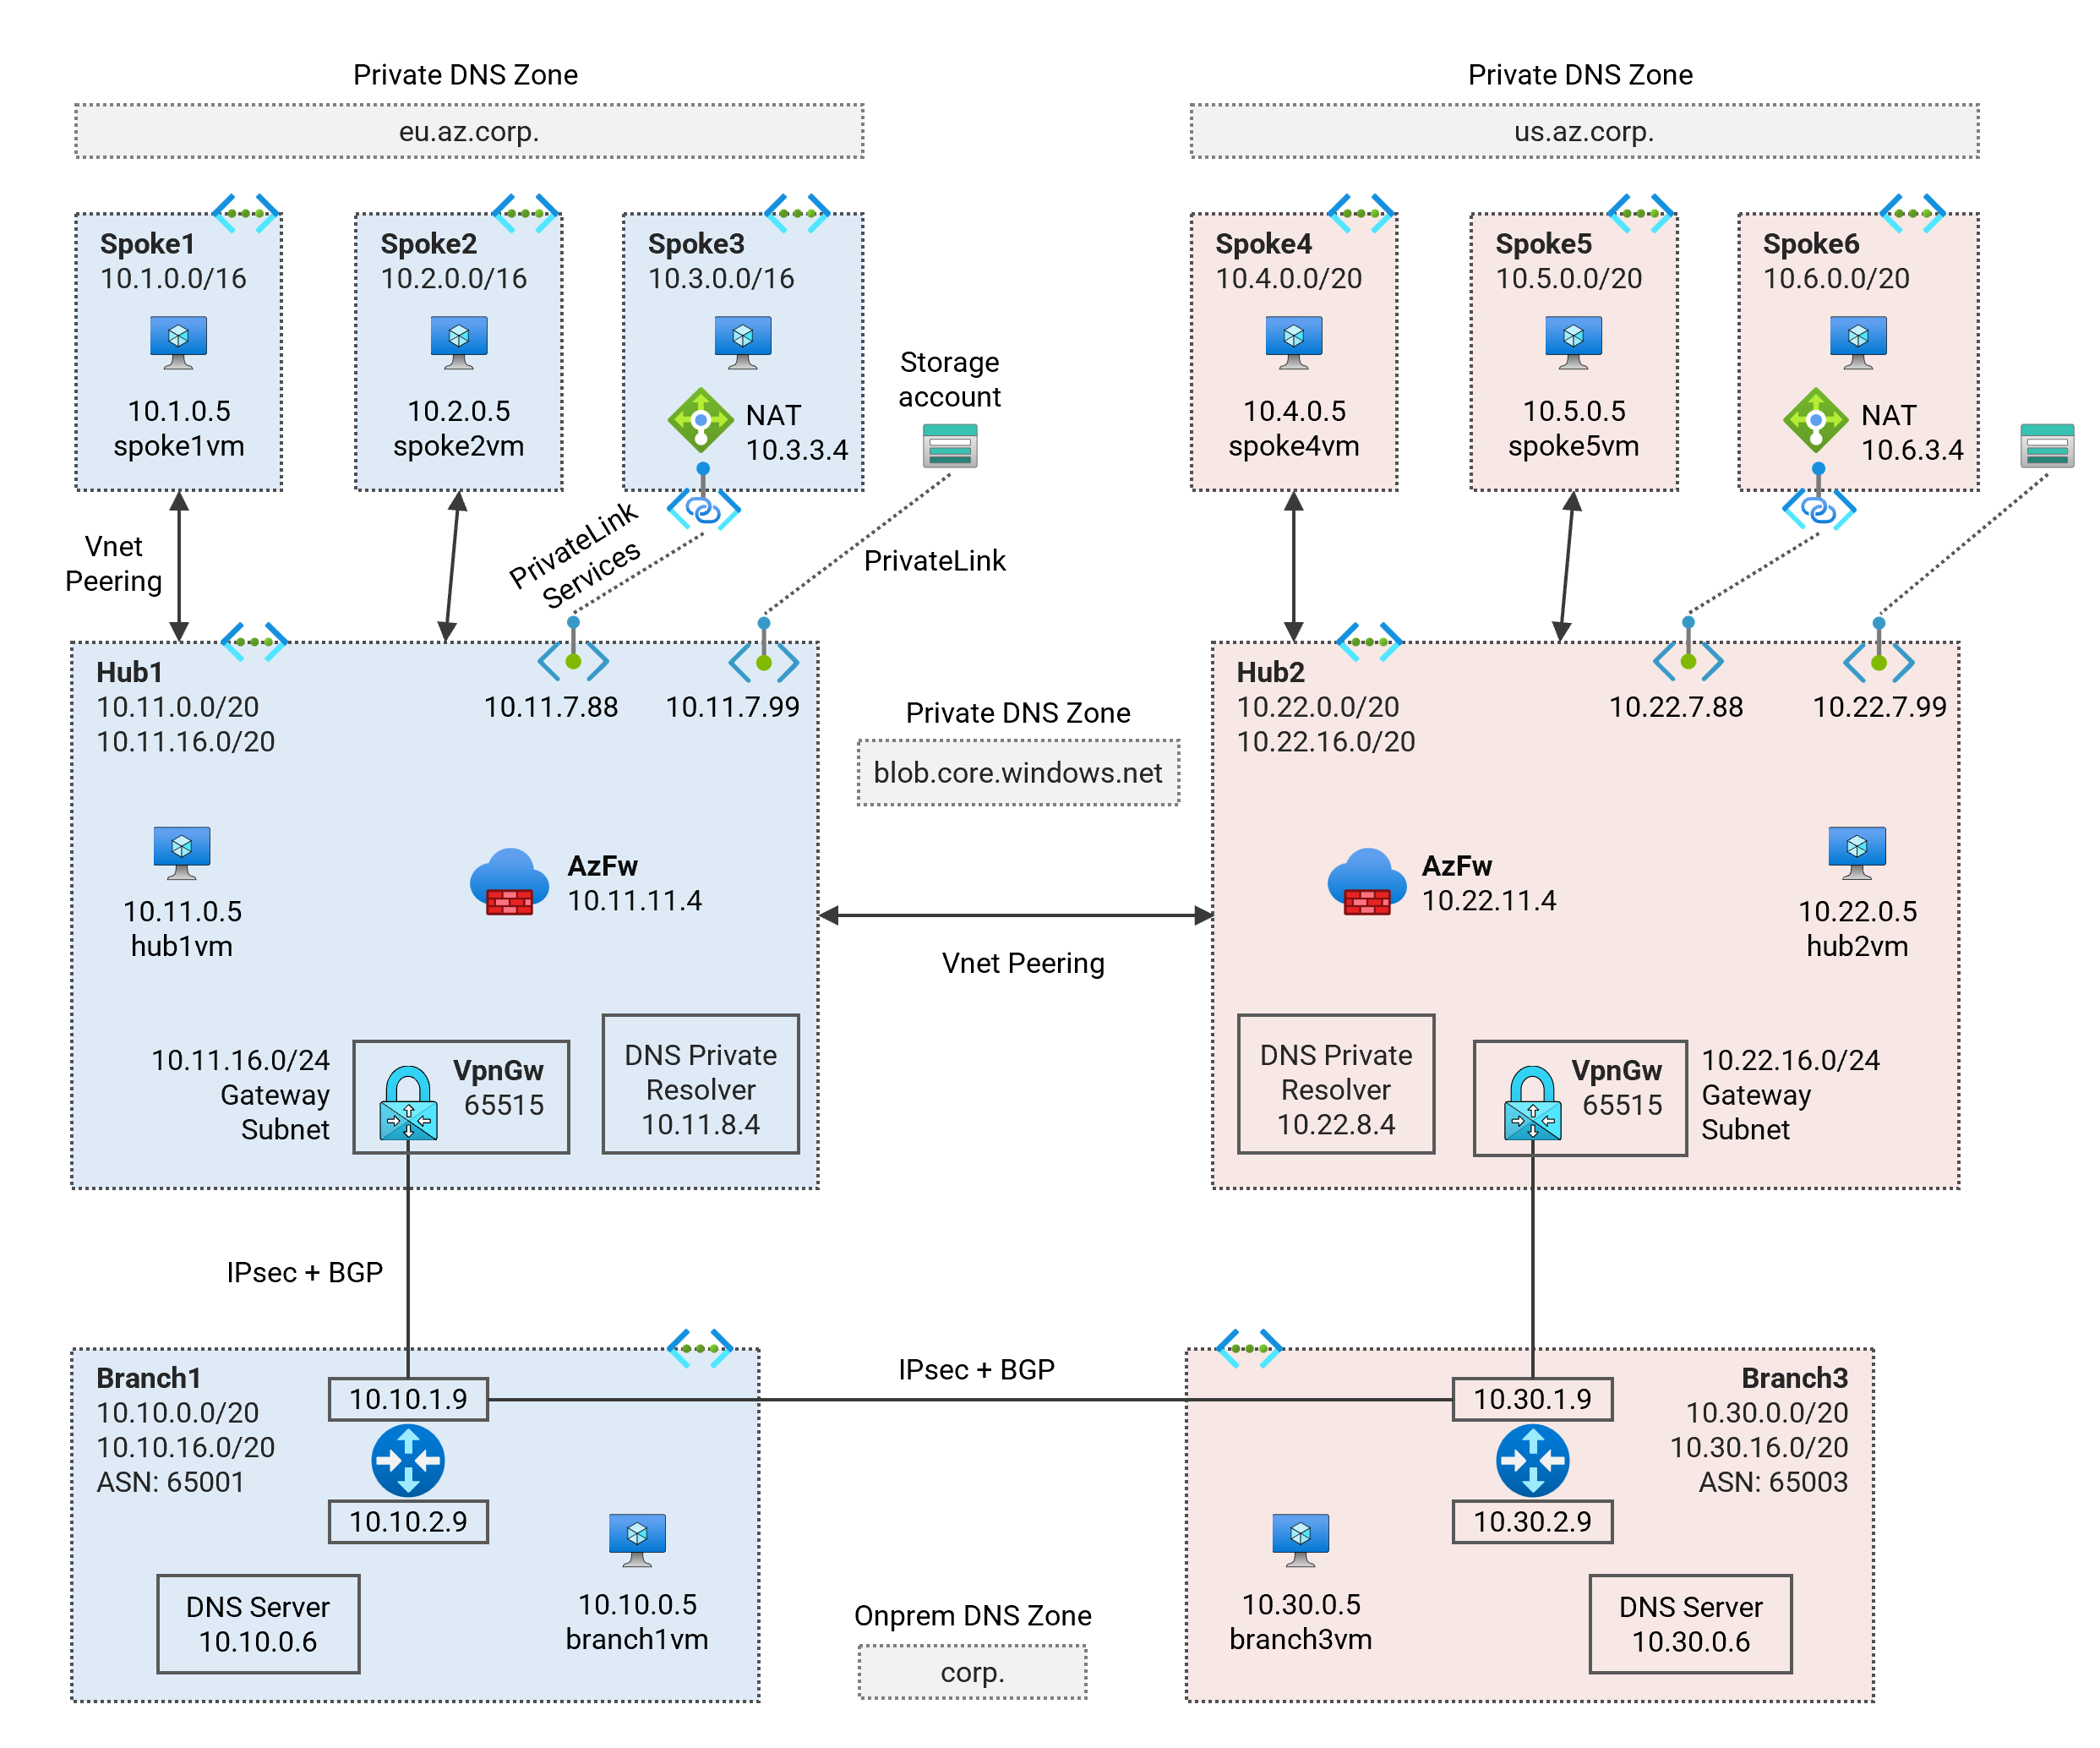 Private DNS Zone
eu.az.corp.
Private DNS Zone
us.az.corp.
Spoke1
10.1.0.0/16
10.1.0.5
spoke1vm
Spoke2
10.2.0.0/16
10.2.0.5
spoke2vm
Spoke3
10.3.0.0/16
NAT
10.3.3.4
Storage
account
Spoke4
10.4.0.0/20
10.4.0.5
spoke4vm
Spoke5
10.5.0.0/20
10.5.0.5
spoke5vm
Spoke6
10.6.0.0/20
NAT
10.6.3.4
Vnet
Peering
PrivateLink
Services
PrivateLink
Hub1
10.11.0.0/20
10.11.16.0/20
10.11.7.88
10.11.7.99
10.11.0.5
hub1vm
AzFw
10.11.11.4
10.11.16.0/24
Gateway
Subnet
VpnGw
65515
DNS Private
Resolver
10.11.8.4
Private DNS Zone
blob.core.windows.net
Vnet Peering
Hub2
10.22.0.0/20
10.22.16.0/20
10.22.7.88
10.22.7.99
AzFw
10.22.11.4
10.22.0.5
hub2vm
DNS Private
Resolver
10.22.8.4
VpnGw
65515
10.22.16.0/24
Gateway
Subnet
IPsec + BGP
Branch1
10.10.0.0/20
10.10.16.0/20
ASN: 65001
10.10.1.9
10.10.2.9
DNS Server
10.10.0.6
10.10.0.5
branch1vm
IPsec + BGP
Onprem DNS Zone
corp.
Branch3
10.30.0.0/20
10.30.16.0/20
ASN: 65003
10.30.1.9
10.30.2.9
10.30.0.5
branch3vm
DNS Server
10.30.0.6